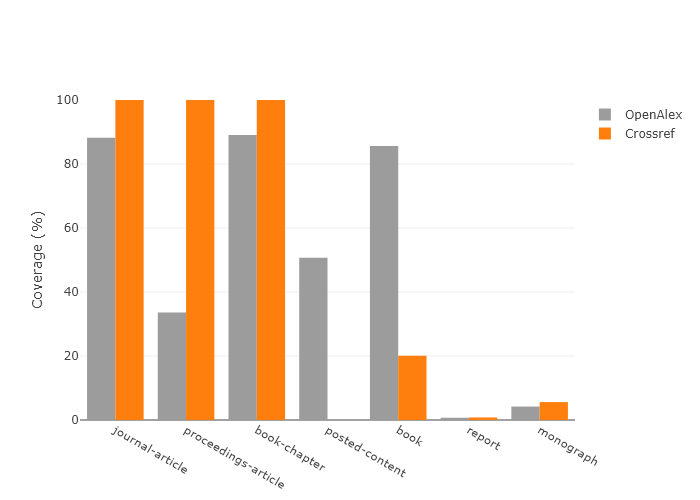 OpenAlex
Crossref
Coverage (%)
100
80
60
40
20
0
journal-article
proceedings-article
book-chapter
posted-content
book
report
monograph